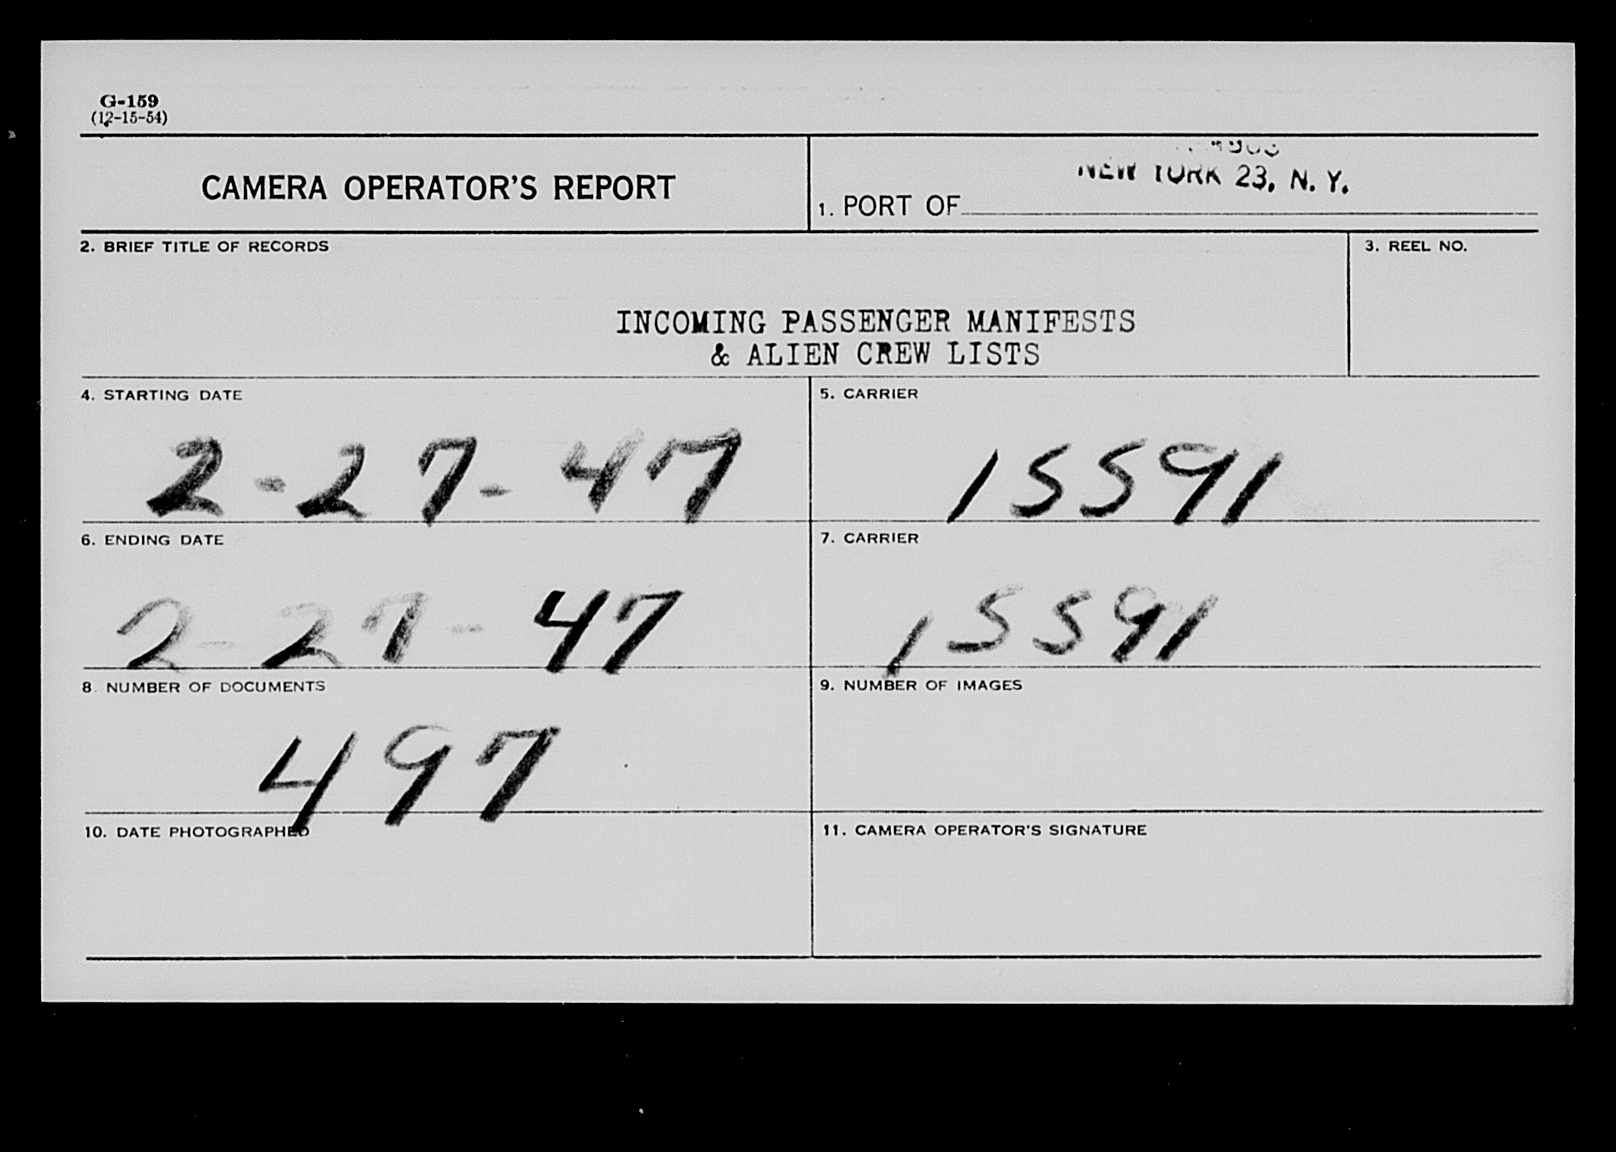 G-159
(12-15-54)
CAMERA OPERATOR'S REPORT
NEW YORK 23, N. Y.
1. PORT OF
2. BRIEF TITLE OF RECORDS
3. REEL NO.
INCOMING PASSENGER MANIFESTS
& ALIEN CREW LISTS
4. STARTING DATE
5. CARRIER
2-27-47
15591
6. ENDING DATE
7. CARRIER
2-27-47
15591
8. NUMBER OF DOCUMENTS
9. NUMBER OF IMAGES
497
10. DATE PHOTOGRAPHED
11. CAMERA OPERATOR'S SIGNATURE